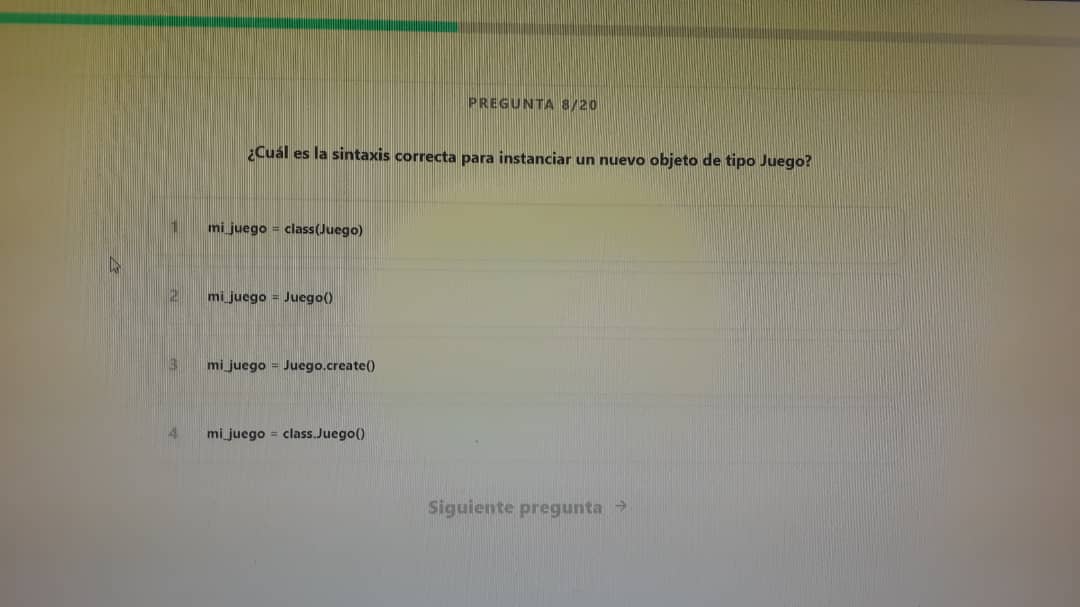 PREGUNTA 8/20
¿Cuál es la sintaxis correcta para instanciar un nuevo objeto de tipo Juego?
1 mi_juego = class(Juego)
2 mi_juego = Juego()
3 mi_juego = Juego.create()
4 mi_juego = class.Juego()
Siguiente pregunta →